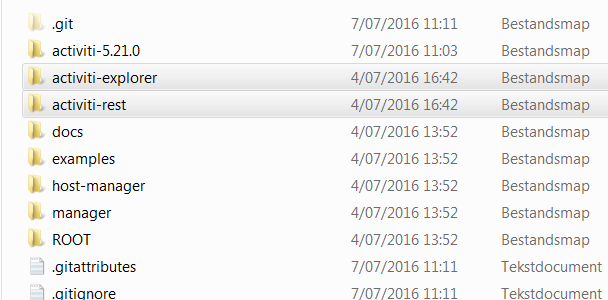 .git 7/07/2016 11:11 Bestandsmap
activiti-5.21.0 7/07/2016 11:03 Bestandsmap
activiti-explorer 4/07/2016 16:42 Bestandsmap
activiti-rest 4/07/2016 16:42 Bestandsmap
docs 4/07/2016 13:52 Bestandsmap
examples 4/07/2016 13:52 Bestandsmap
host-manager 4/07/2016 13:52 Bestandsmap
manager 4/07/2016 13:52 Bestandsmap
ROOT 4/07/2016 13:52 Bestandsmap
.gitattributes 7/07/2016 11:11 Tekstdocument
.gitignore 7/07/2016 11:11 Tekstdocument